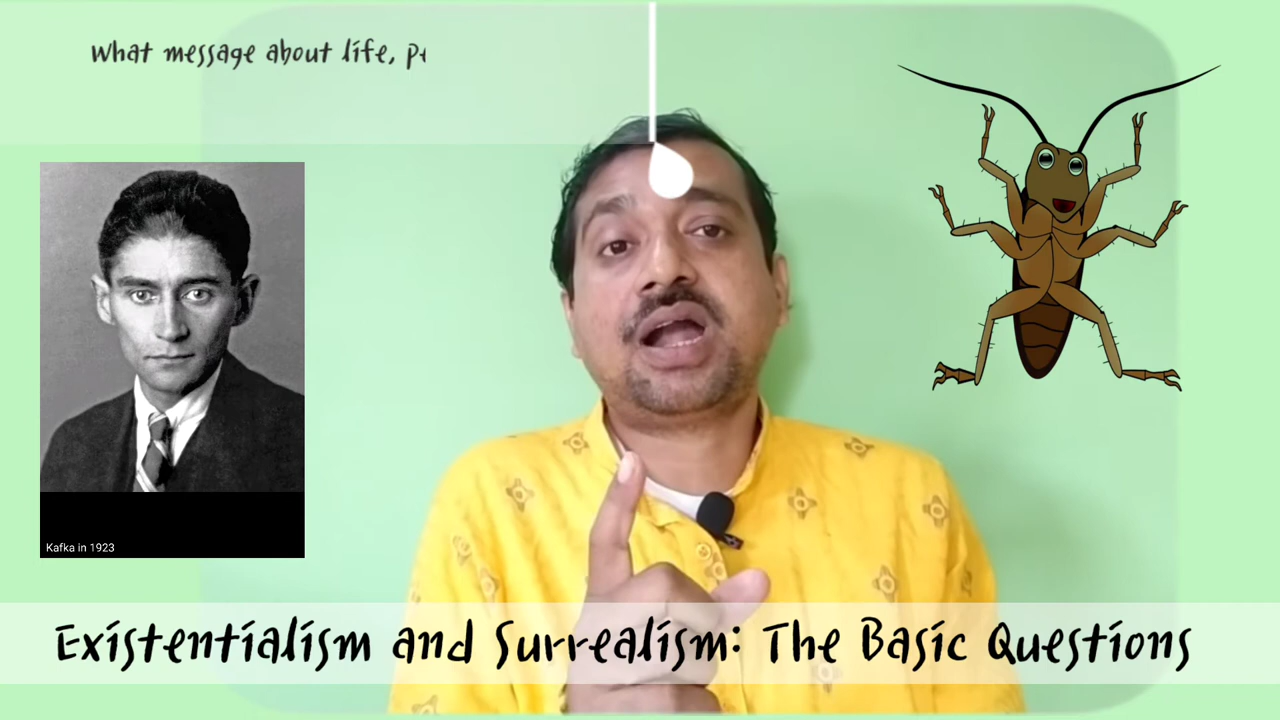 What message about life,
Kafka in 1923
Existentialism and Surrealism: The Basic Questions